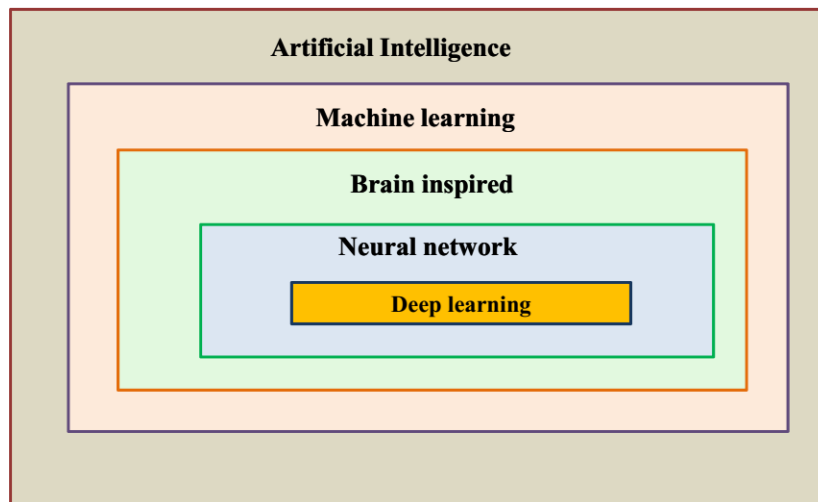 Artificial Intelligence
Machine learning
Brain inspired
Neural network
Deep learning